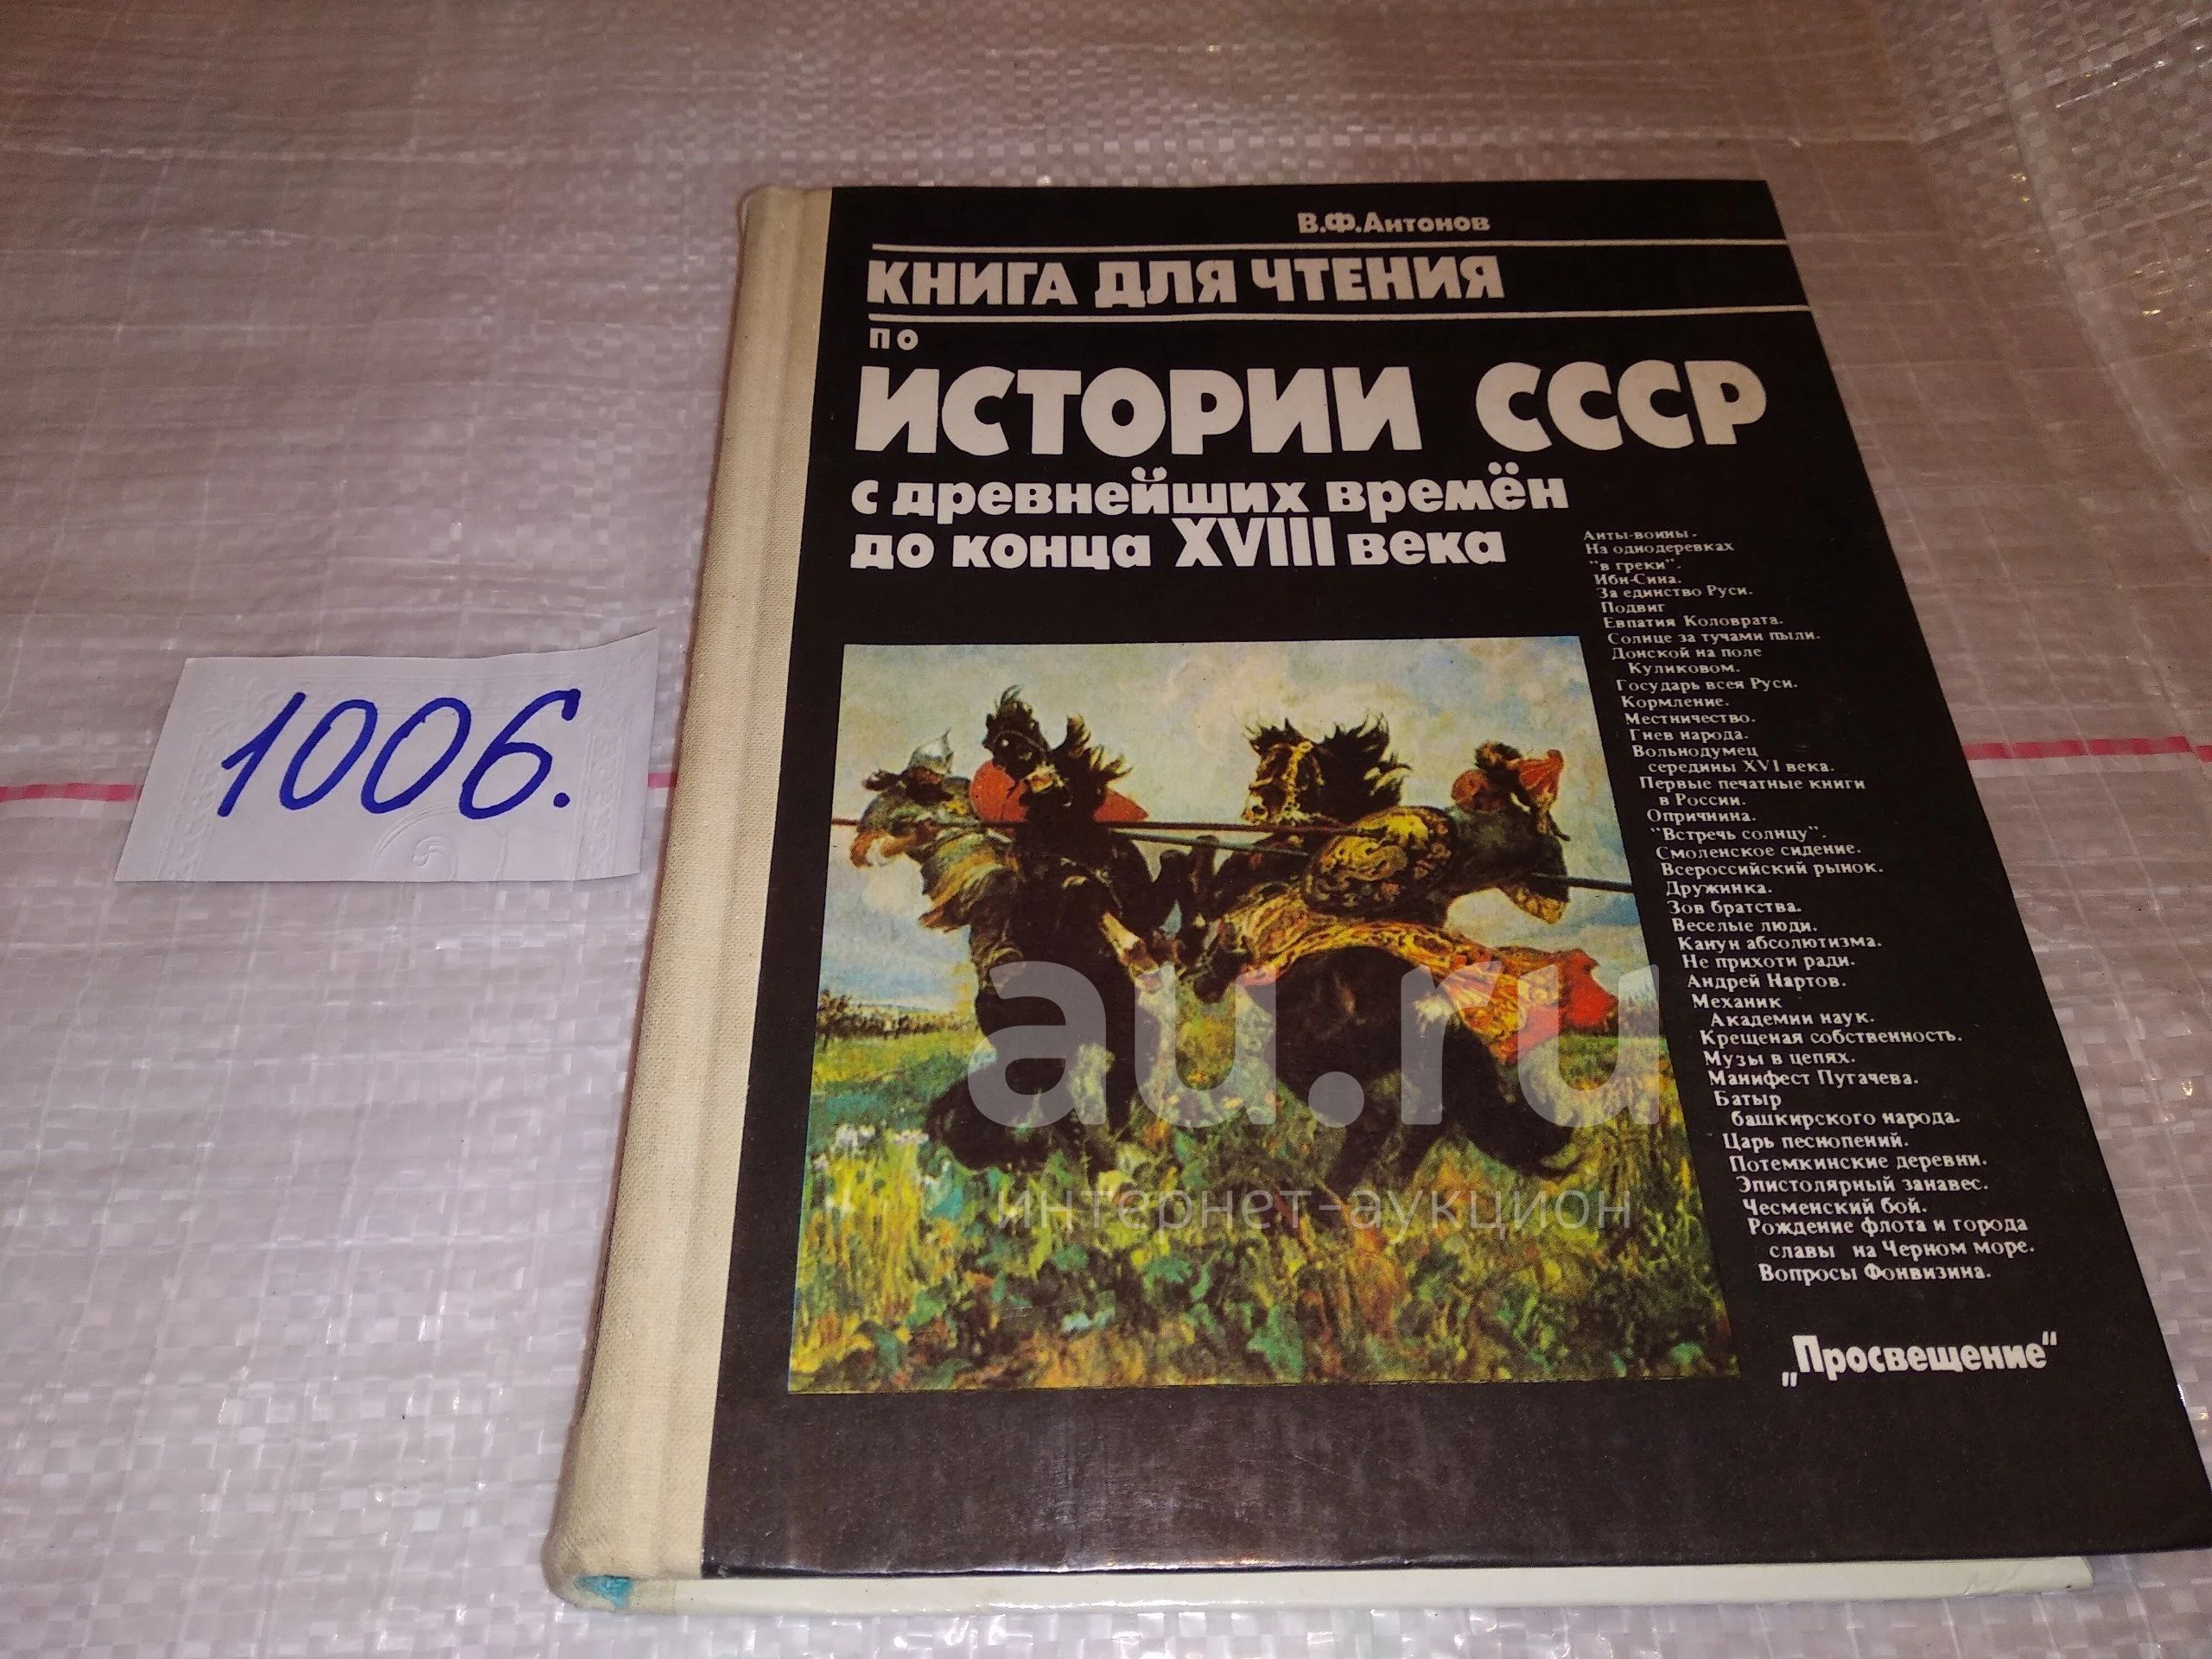 1006.
В.Ф.Антонов
КНИГА ДЛЯ ЧТЕНИЯ
по
ИСТОРИИ СССР
с древнейших времён
до конца XVIII века
Анты-воины.
На однодеревках
"в греки".
Ибн-Сина.
За единство Руси.
Подвиг
Евпатия Коловрата.
Солнце за тучами пыли.
Донской на поле
Куликовом.
Государь всея Руси.
Кормление.
Местничество.
Гнев народа.
Вольнодумец
середины XVI века.
Первые печатные книги
в России.
Опричнина.
"Встречь солнцу".
Смоленское сидение.
Всероссийский рынок.
Дружинка.
Зов братства.
Веселые люди.
Канун абсолютизма.
Не прихоти ради.
Андрей Нартов.
Механик
Академии наук.
Крещеная собственность.
Музы в цепях.
Манифест Пугачева.
Батыр
башкирского народа.
Царь песнопений.
Потемкинские деревни.
Эпистолярный занавес.
Чесменский бой.
Рождение флота и города
славы на Черном море.
Вопросы Фонвизина.
„Просвещение“
au.ru
интернет-аукцион